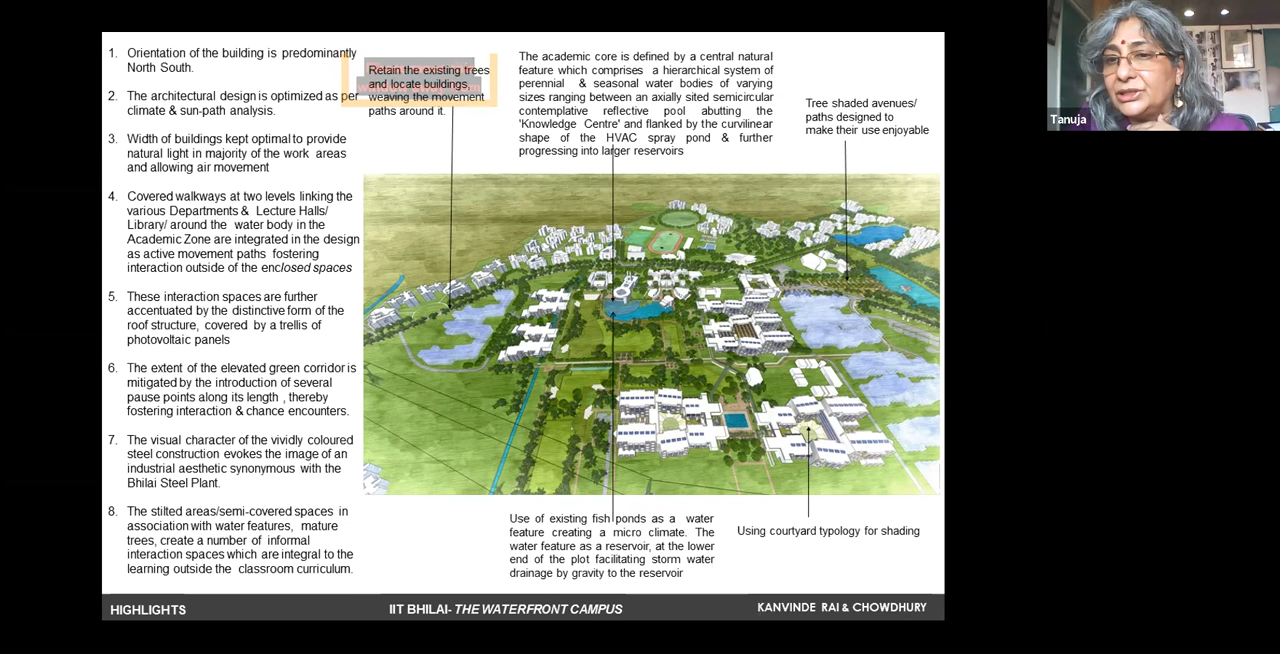 1. Orientation of the building is predominantly
North South.
2. The architectural design is optimized as per
climate & sun-path analysis.
3. Width of buildings kept optimal to provide
natural light in majority of the work areas
and allowing air movement
4. Covered walkways at two levels linking the
various Departments & Lecture Halls/
Library/ around the water body in the
Academic Zone are integrated in the design
as active movement paths fostering
interaction outside of the enclosed spaces
5. These interaction spaces are further
accentuated by the distinctive form of the
roof structure, covered by a trellis of
photovoltaic panels
6. The extent of the elevated green corridor is
mitigated by the introduction of several
pause points along its length , thereby
fostering interaction & chance encounters.
7. The visual character of the vividly coloured
steel construction evokes the image of an
industrial aesthetic synonymous with the
Bhilai Steel Plant.
8. The stilted areas/semi-covered spaces in
association with water features, mature
trees, create a number of informal
interaction spaces which are integral to the
learning outside the classroom curriculum.
Retain the existing trees
and locate buildings,
weaving the movement
paths around it.
The academic core is defined by a central natural
feature which comprises a hierarchical system of
perennial & seasonal water bodies of varying
sizes ranging between an axially sited semicircular
contemplative reflective pool abutting the
'Knowledge Centre' and flanked by the curvilinear
shape of the HVAC spray pond & further
progressing into larger reservoirs
Tree shaded avenues/
paths designed to
make their use enjoyable
Use of existing fish ponds as a water
feature creating a micro climate. The
water feature as a reservoir, at the lower
end of the plot facilitating storm water
drainage by gravity to the reservoir
Using courtyard typology for shading
HIGHLIGHTS
IIT BHILAI- THE WATERFRONT CAMPUS
KANVINDE RAI & CHOWDHURY
Tanuja